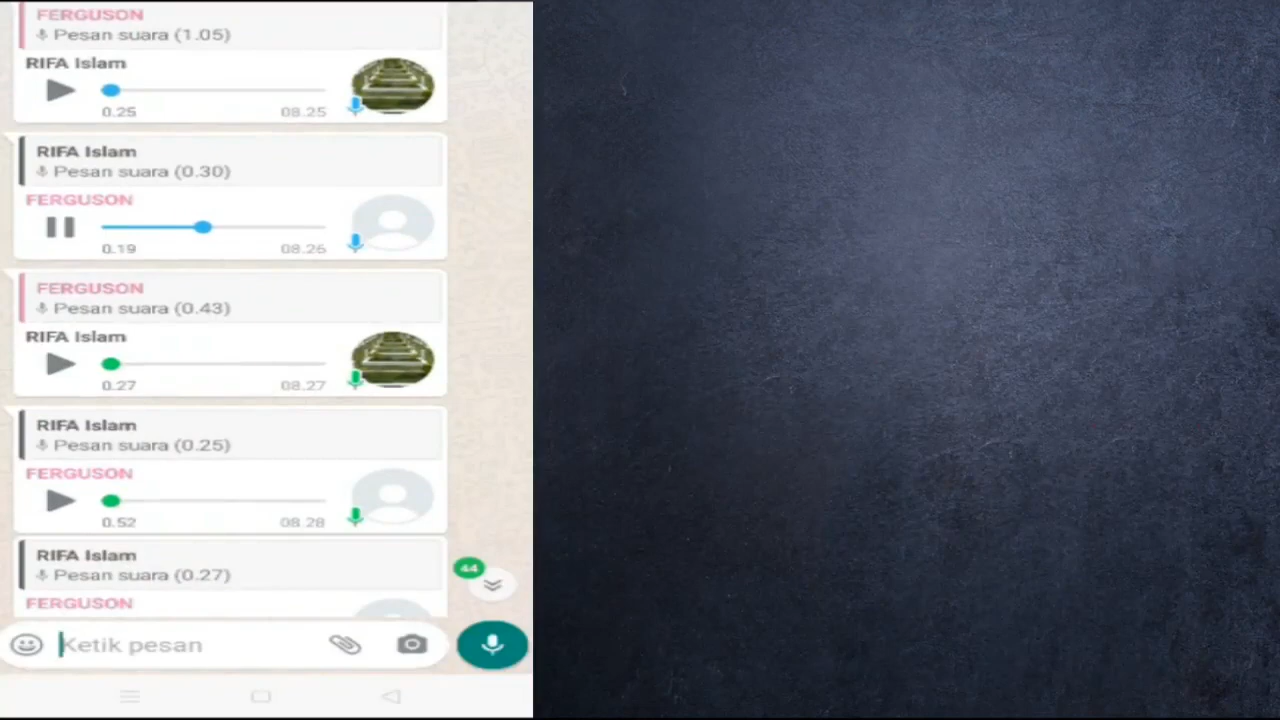 FERGUSON
Pesan suara (1.05)
RIFA Islam
0.25 08.25
RIFA Islam
Pesan suara (0.30)
FERGUSON
0.19 08.26
FERGUSON
Pesan suara (0.43)
RIFA Islam
0.27 08.27
RIFA Islam
Pesan suara (0.25)
FERGUSON
0.52 08.28
RIFA Islam
Pesan suara (0.27)
44
FERGUSON
Ketik pesan